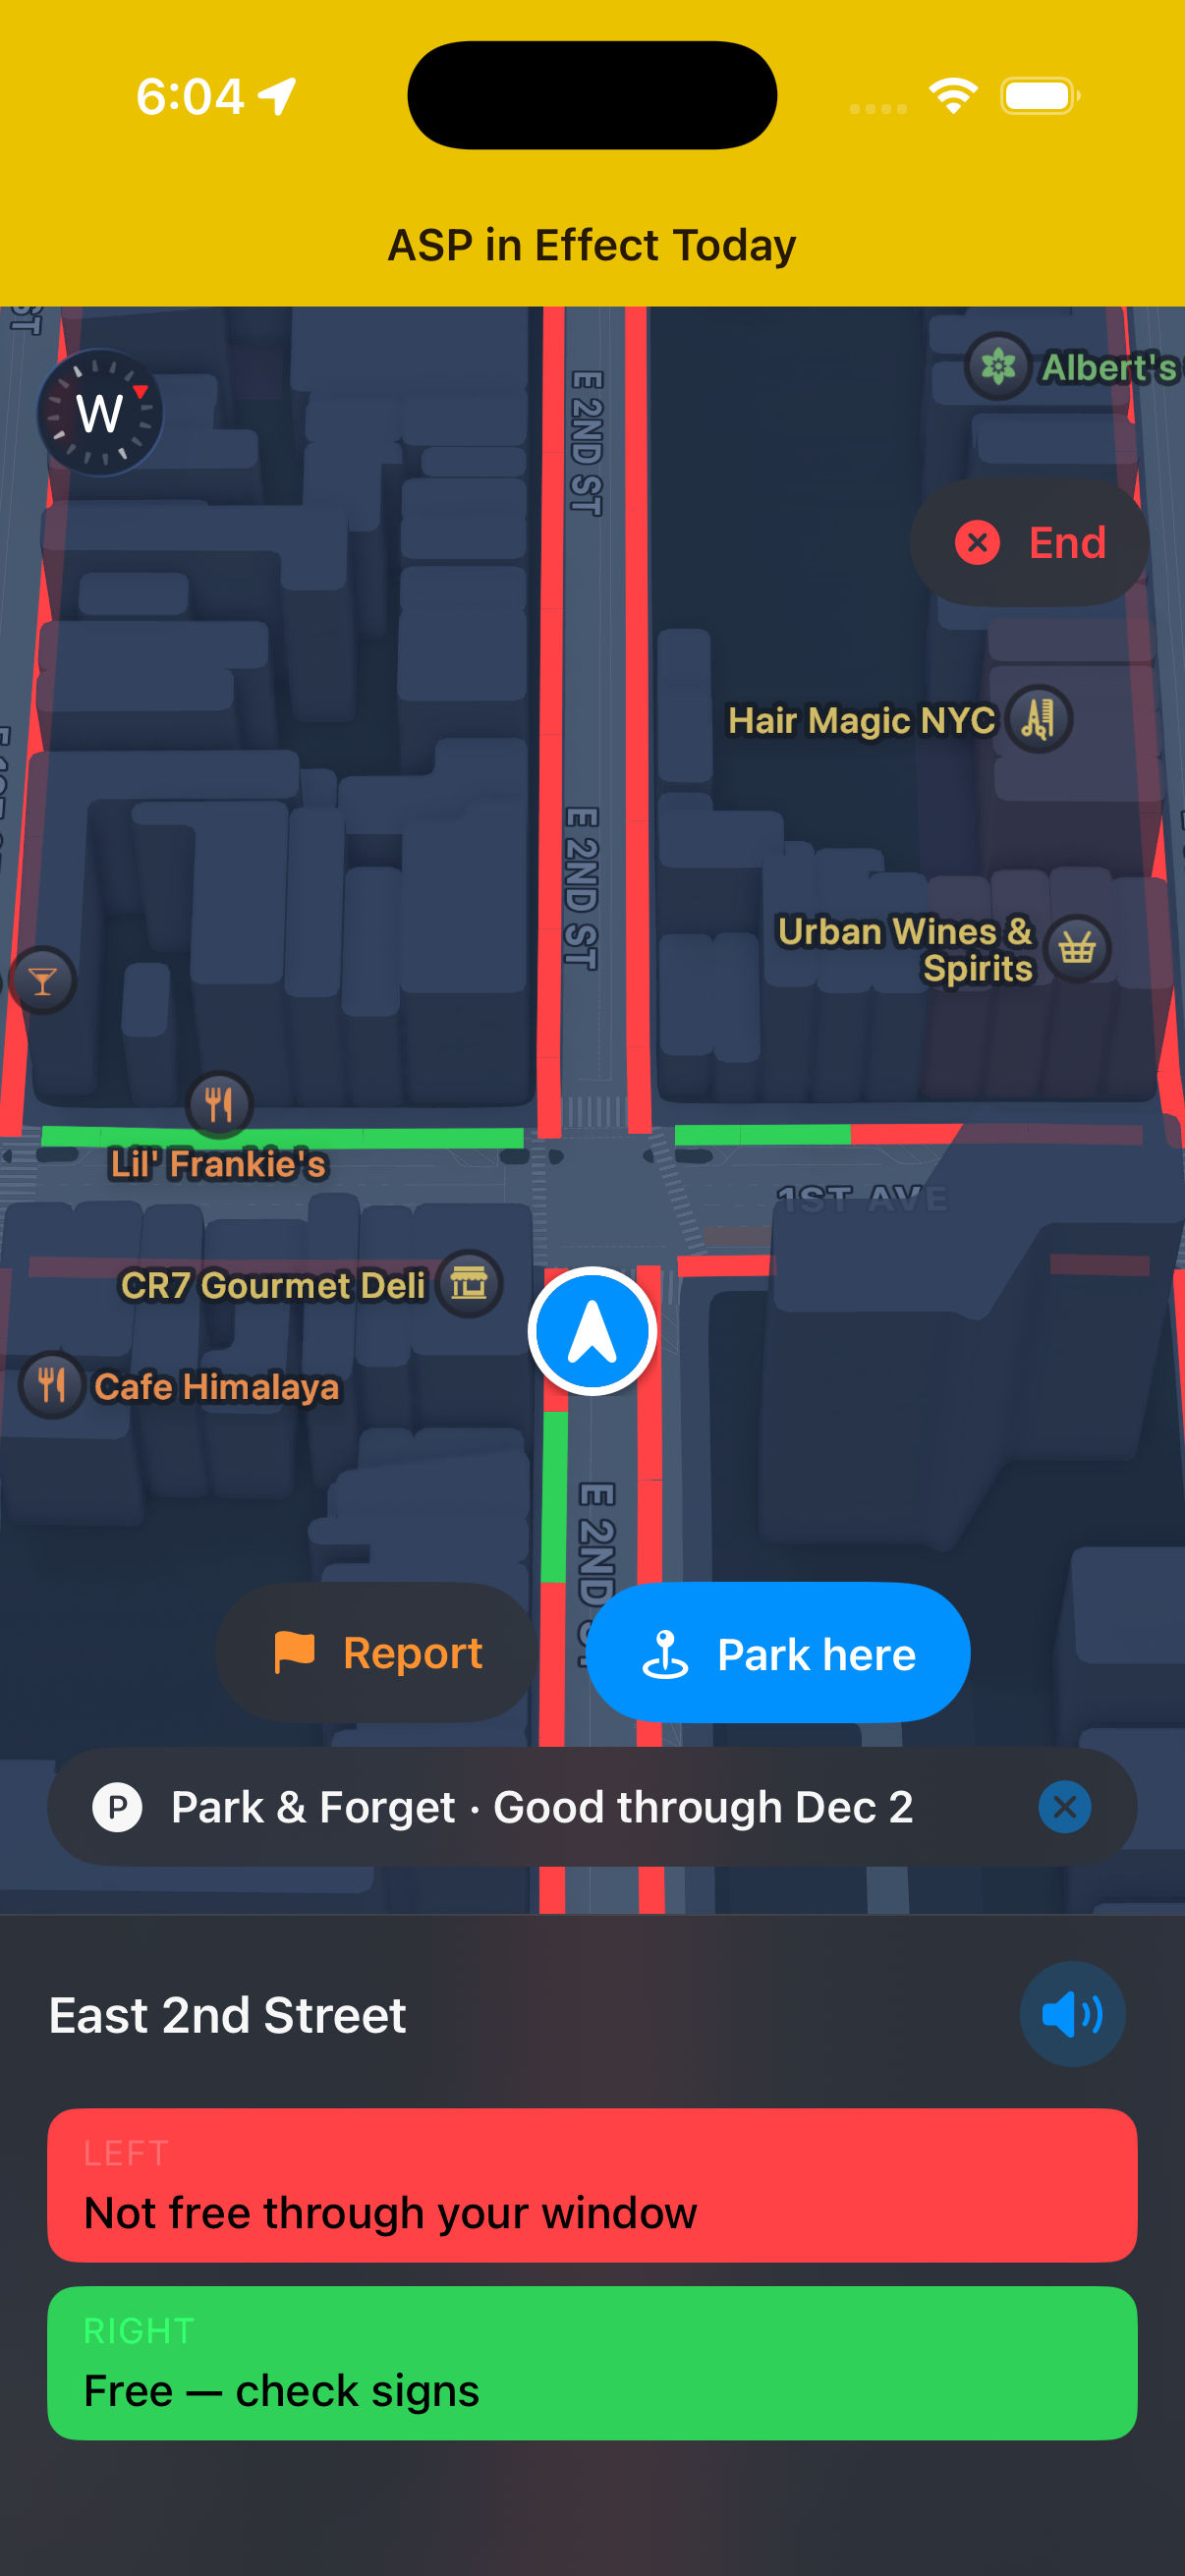 6:04
ASP in Effect Today
ST
W
E 2ND ST
Albert's
End
Hair Magic NYC
E 2ND ST
Urban Wines &
Spirits
Lil' Frankie's
1ST AVE
CR7 Gourmet Deli
Cafe Himalaya
E 2ND ST
Report
Park here
P Park & Forget · Good through Dec 2
East 2nd Street
LEFT
Not free through your window
RIGHT
Free — check signs